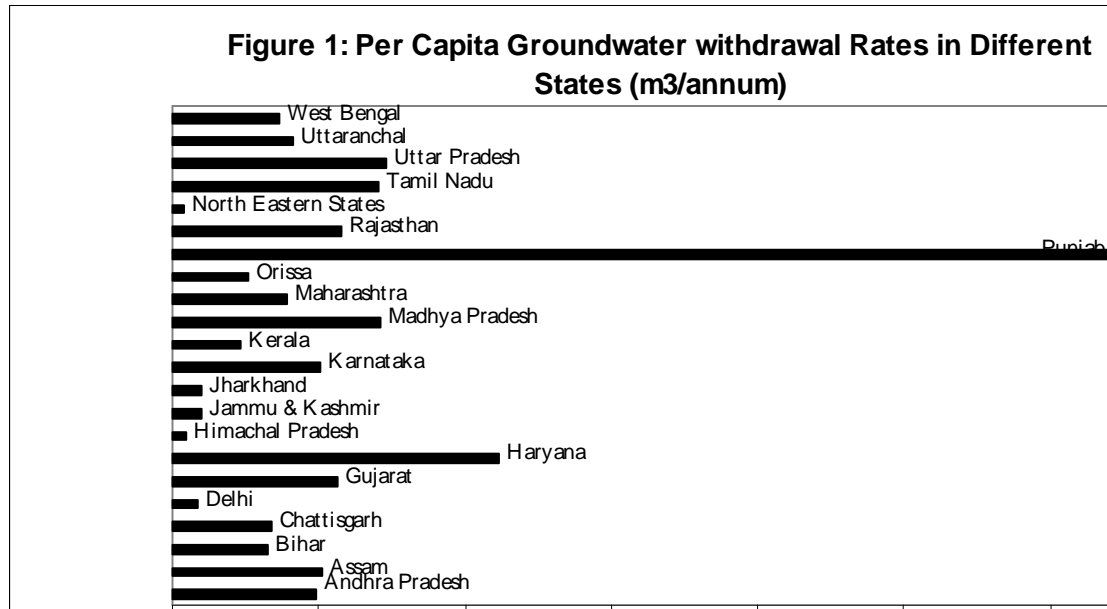 Figure 1: Per Capita Groundwater withdrawal Rates in Different
States (m3/annum)
West Bengal
Uttaranchal
Uttar Pradesh
Tamil Nadu
North Eastern States
Rajasthan
Punjab
Orissa
Maharashtra
Madhya Pradesh
Kerala
Karnataka
Jharkhand
Jammu & Kashmir
Himachal Pradesh
Haryana
Gujarat
Delhi
Chattisgarh
Bihar
Assam
Andhra Pradesh